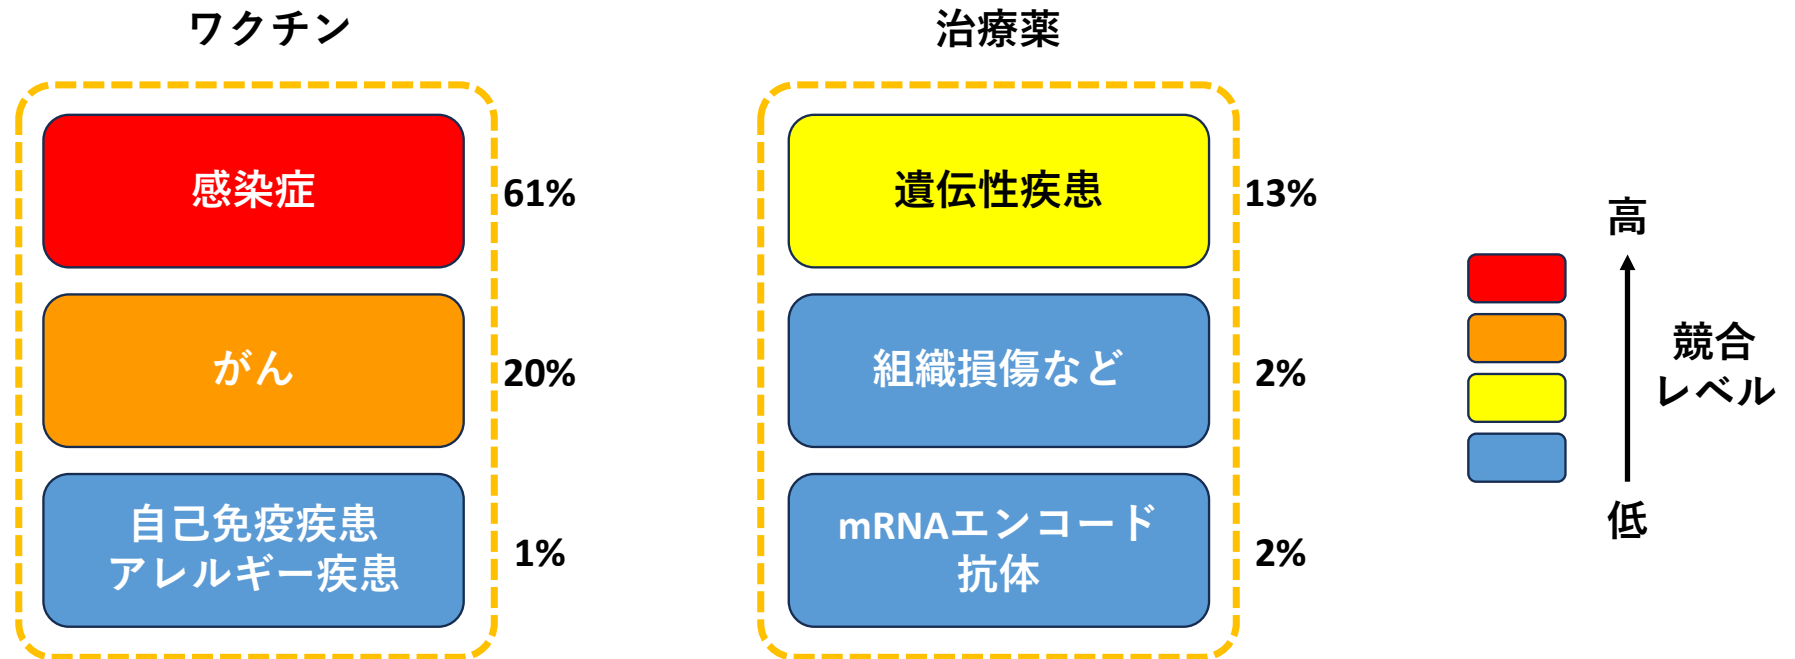 ワクチン
感染症
61%
がん
20%
自己免疫疾患
アレルギー疾患
1%
治療薬
遺伝性疾患
13%
組織損傷など
2%
mRNAエンコード
抗体
2%
高
競合
レベル
低